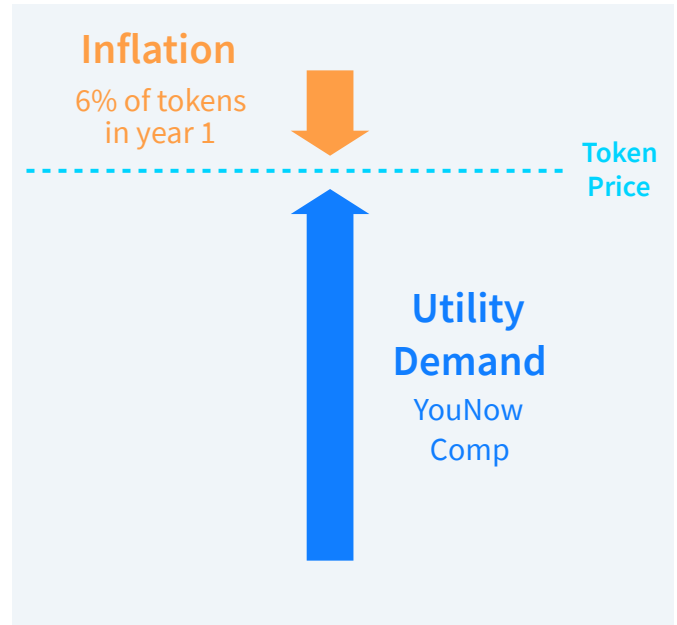 Inflation
6% of tokens
in year 1
Token
Price
Utility
Demand
YouNow
Comp